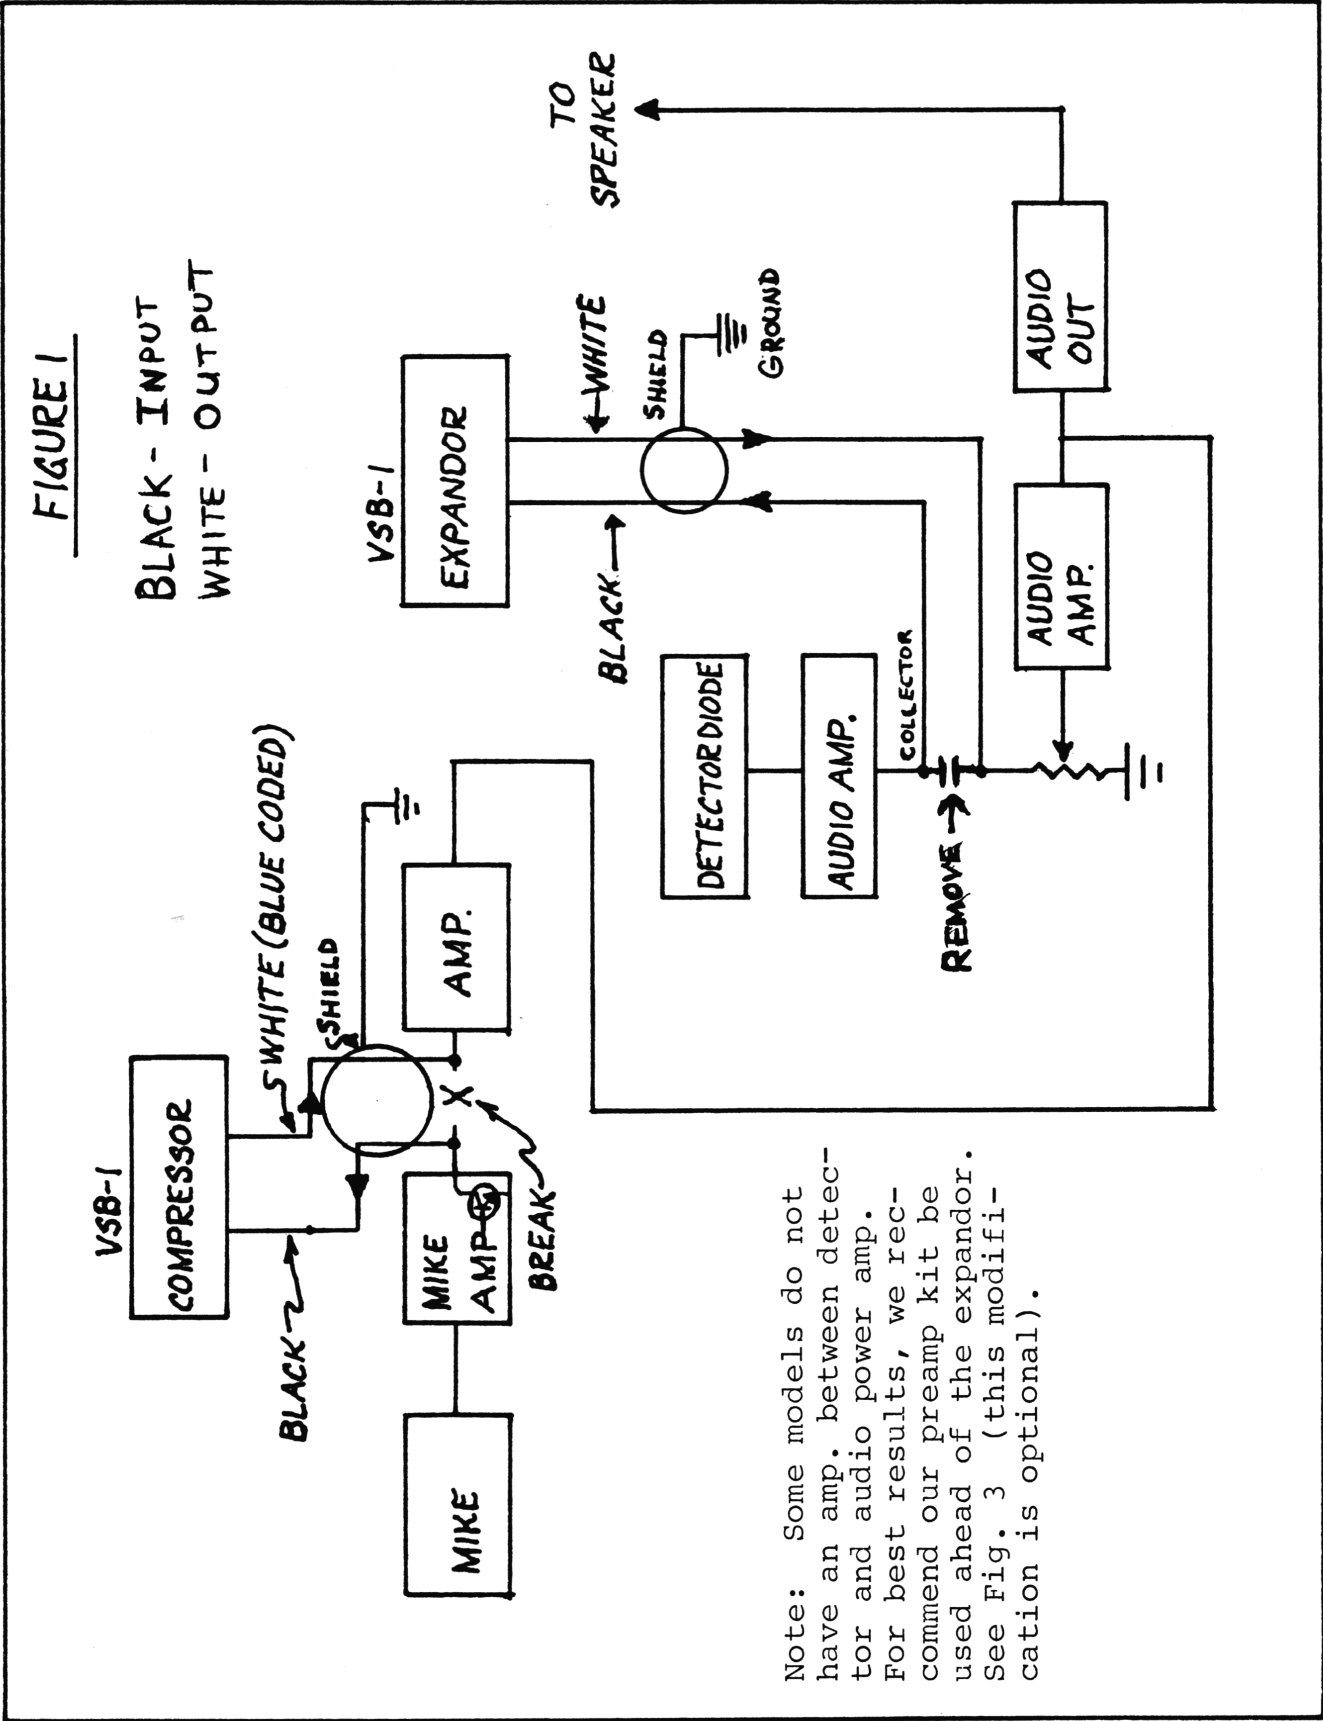 FIGURE 1
BLACK - INPUT
WHITE - OUTPUT
VSB-1
COMPRESSOR
BLACK
WHITE (BLUE CODED)
SHIELD
MIKE
MIKE
AMP
BREAK
X
AMP.
VSB-1
EXPANDOR
BLACK
WHITE
SHIELD
GROUND
TO
SPEAKER
DETECTOR DIODE
AUDIO AMP.
COLLECTOR
REMOVE
AUDIO
AMP.
AUDIO
OUT
Note: Some models do not
have an amp. between detec-
tor and audio power amp.
For best results, we rec-
commend our preamp kit be
used ahead of the expandor.
See Fig. 3 (this modifi-
cation is optional).